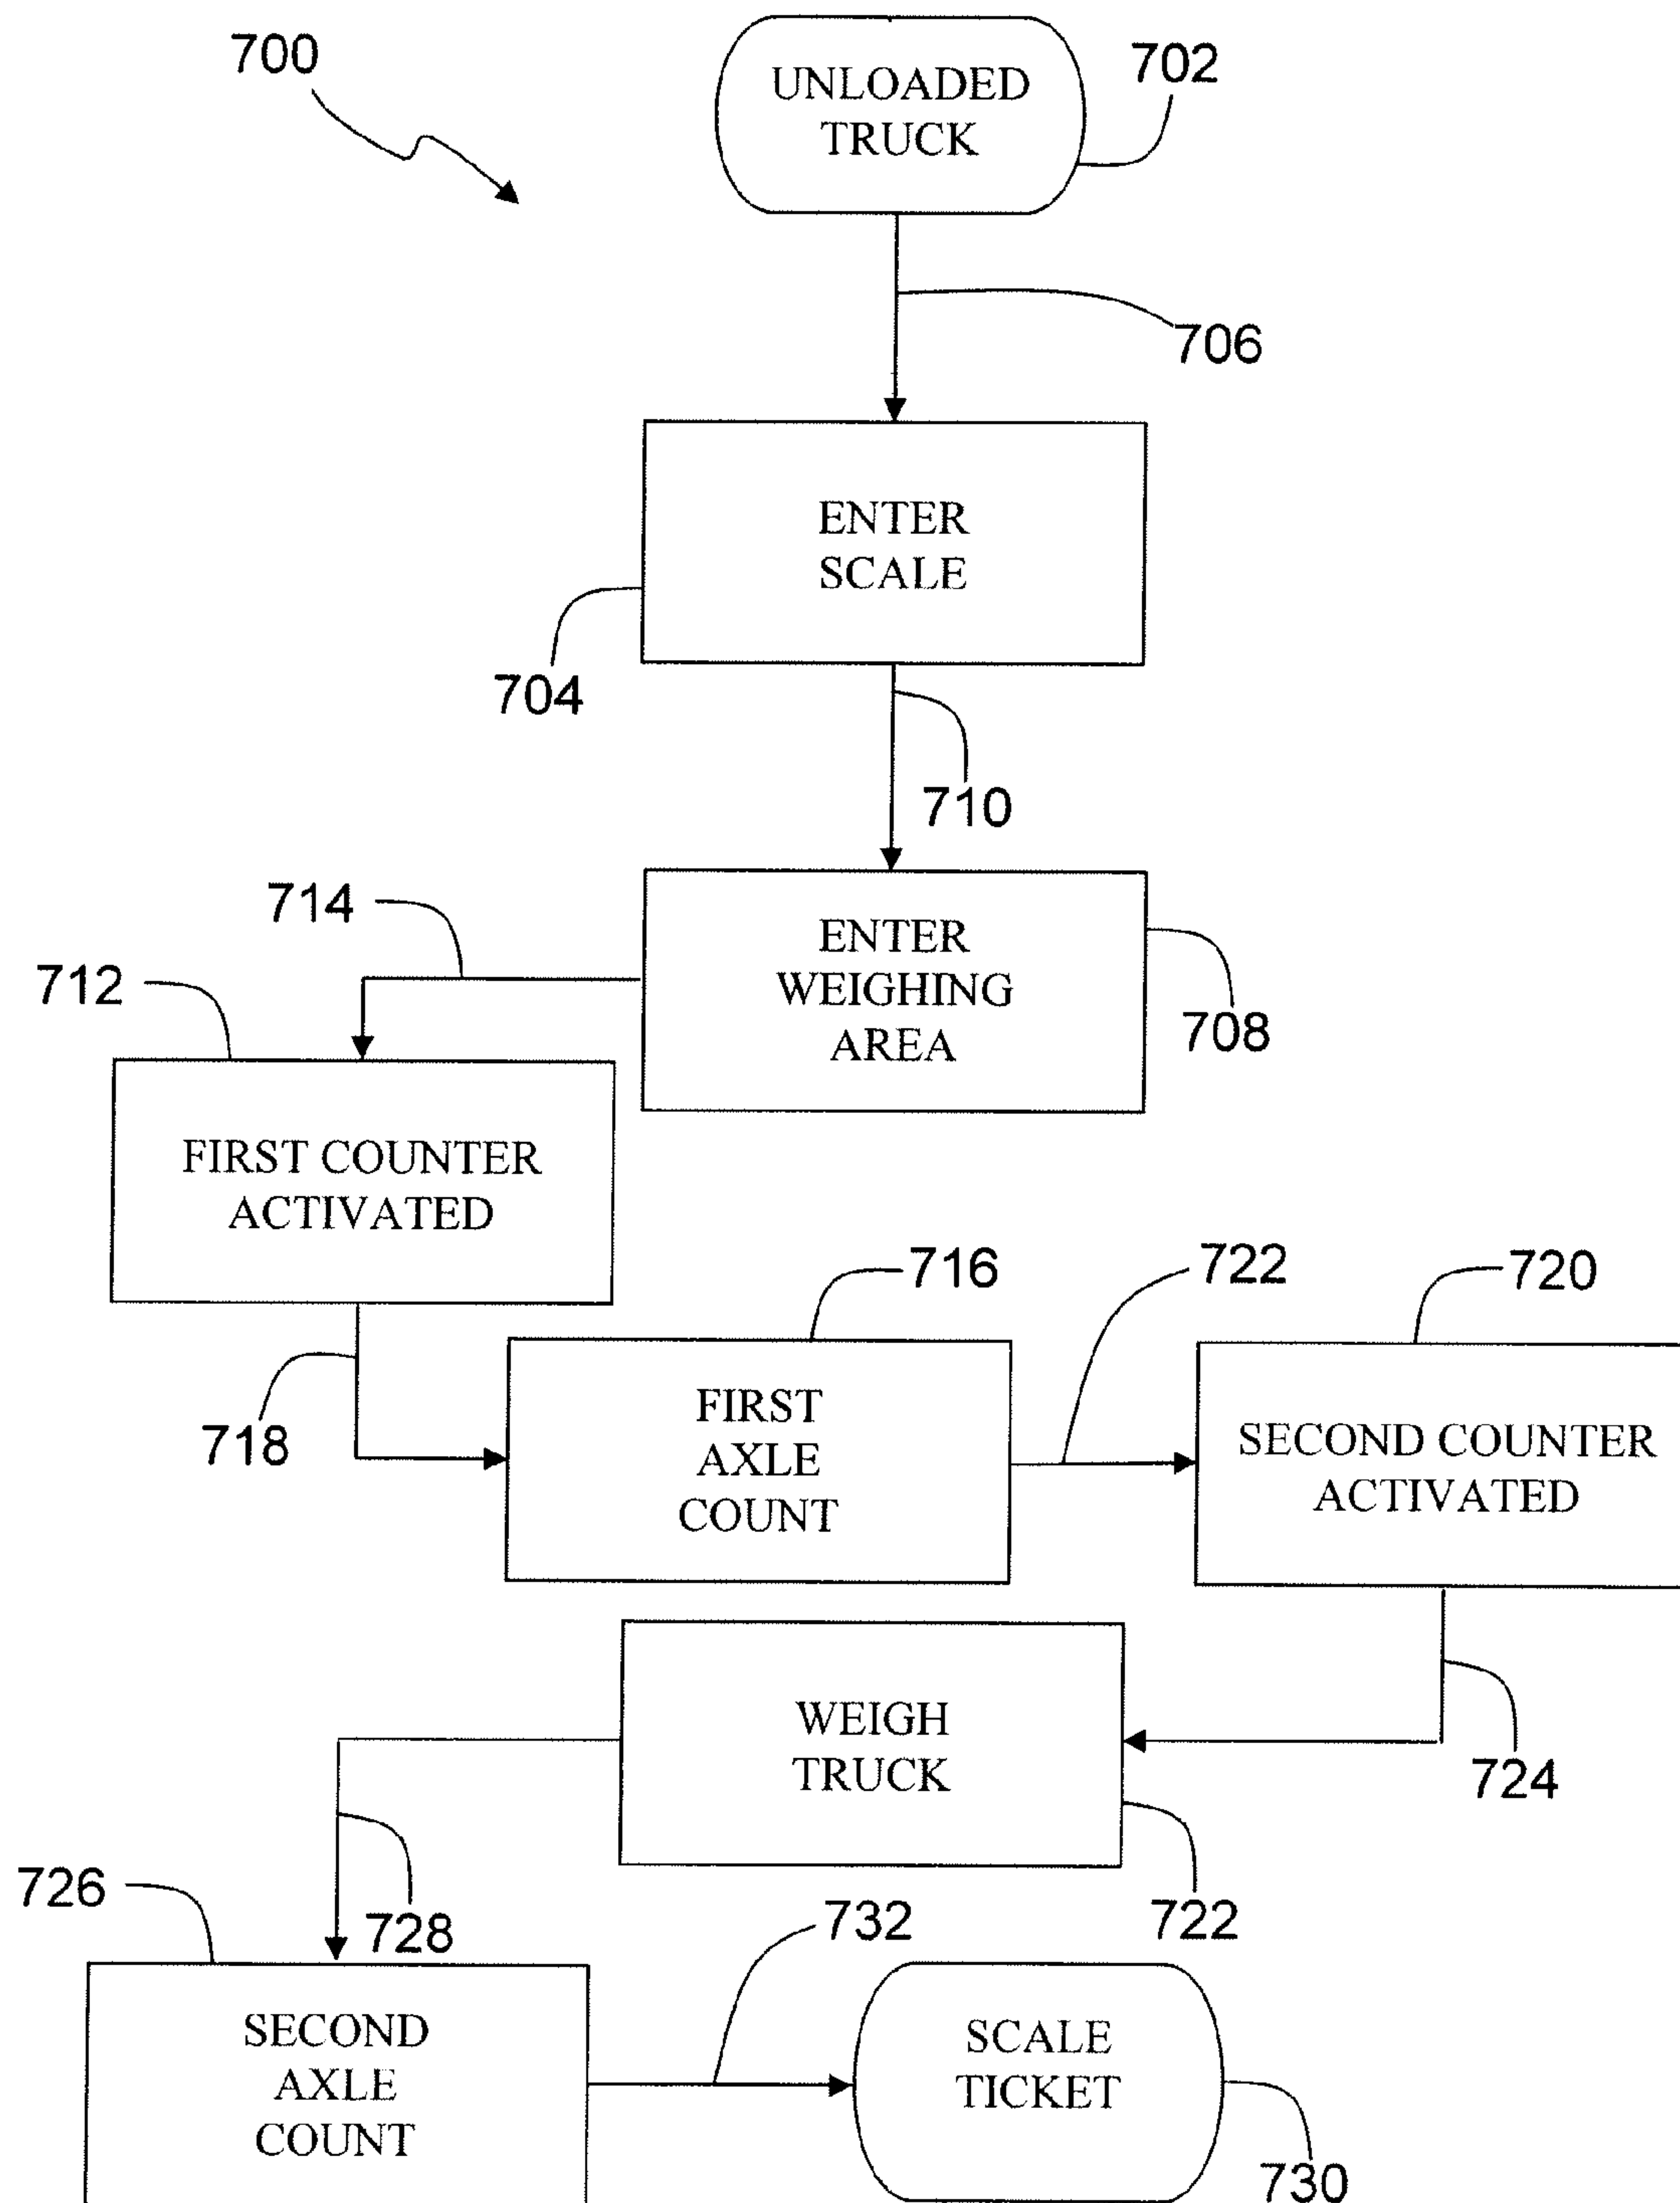 700
UNLOADED
TRUCK
702
706
ENTER
SCALE
704
710
714
ENTER
WEIGHING
AREA
712
708
FIRST COUNTER
ACTIVATED
716
722
720
718
FIRST
AXLE
COUNT
SECOND COUNTER
ACTIVATED
WEIGH
TRUCK
724
726
728
732
722
SECOND
AXLE
COUNT
SCALE
TICKET
730